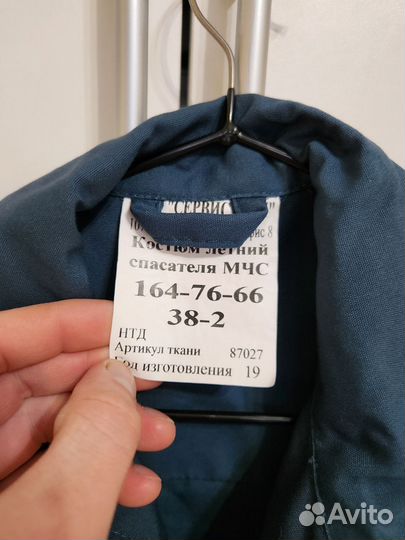 "СЕРВИС
Костюм летний
спасателя МЧС
164-76-66
38-2
НТД
Артикул ткани 87027
Год изготовления 19
Avito